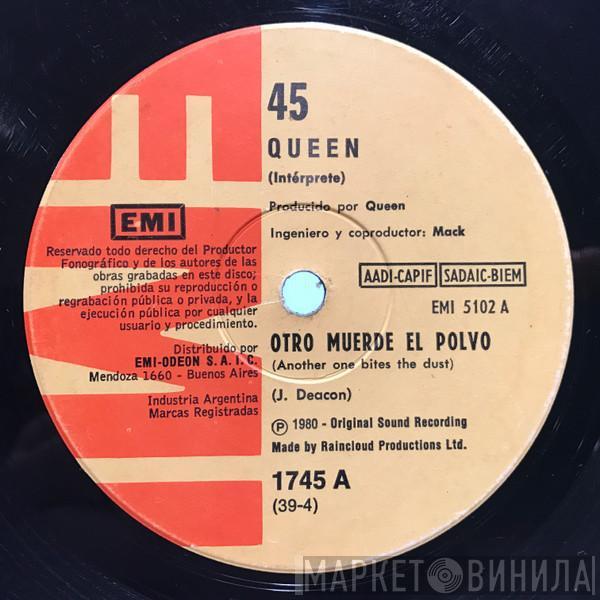 45
QUEEN
(Intérprete)
Producido por Queen
Ingeniero y coproductor: Mack
EMI
Reservado todo derecho del Productor
Fonográfico y de los autores de las
obras grabadas en este disco;
prohibida su reproducción o
regrabación pública o privada, y la
ejecución pública por cualquier
usuario y procedimiento.
Distribuido por
EMI-ODEON S. A. I. C.
Mendoza 1660 - Buenos Aires
Industria Argentina
Marcas Registradas
AADI-CAPIF SADAIC-BIEM
EMI 5102 A
OTRO MUERDE EL POLVO
(Another one bites the dust)
(J. Deacon)
Ⓟ 1980 - Original Sound Recording
Made by Raincloud Productions Ltd.
1745 A
(39-4)
МАРКЕТ ВИНИЛА